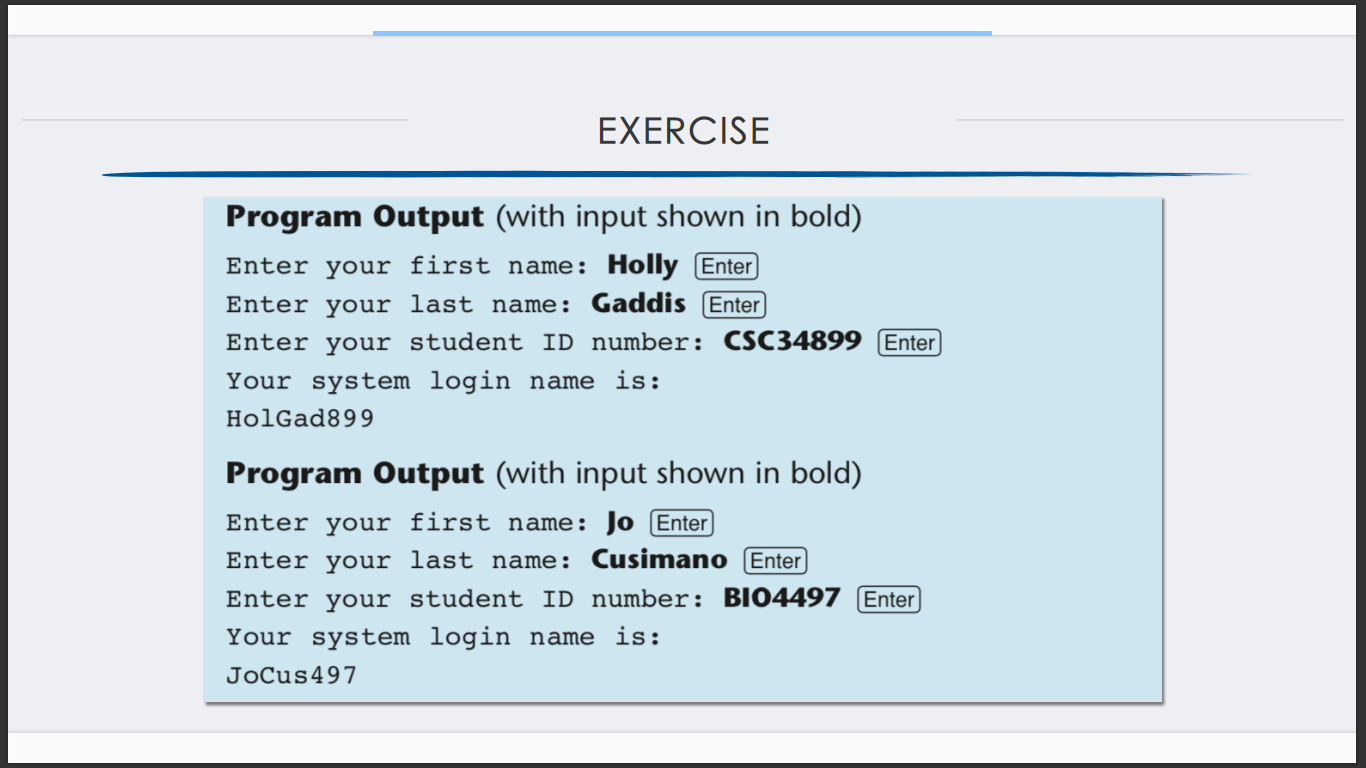 EXERCISE
Program Output (with input shown in bold)
Enter your first name: Holly Enter
Enter your last name: Gaddis Enter
Enter your student ID number: CSC34899 Enter
Your system login name is:
HolGad899
Program Output (with input shown in bold)
Enter your first name: Jo Enter
Enter your last name: Cusimano Enter
Enter your student ID number: BIO4497 Enter
Your system login name is:
JoCus497